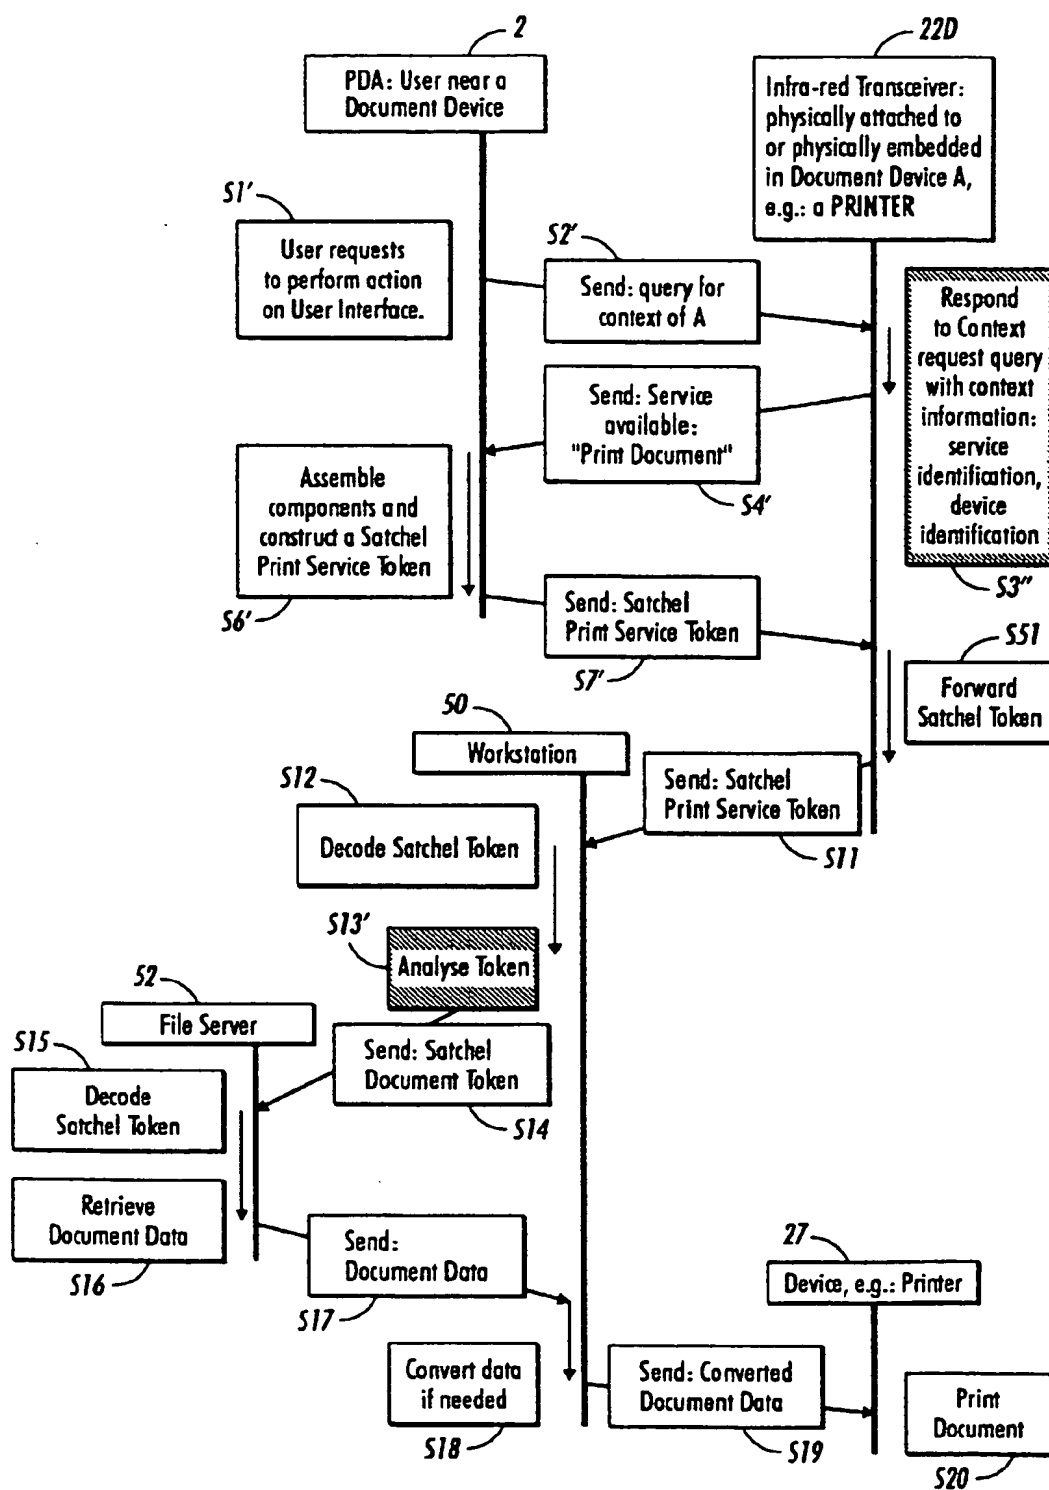 2
22D
PDA: User near a
Document Device
Infra-red Transceiver:
physically attached to
or physically embedded
in Document Device A,
e.g.: a PRINTER
S1'
User requests
to perform action
on User Interface.
S2'
Send: query for
context of A
Respond
to Context
request query
with context
information:
service
identification,
device
identification
S3''
Send: Service
available:
"Print Document"
S4'
Assemble
components and
construct a Satchel
Print Service Token
S6'
Send: Satchel
Print Service Token
S7'
S51
Forward
Satchel Token
50
Workstation
Send: Satchel
Print Service Token
S11
S12
Decode Satchel Token
S13'
Analyse Token
52
File Server
Send: Satchel
Document Token
S14
S15
Decode
Satchel Token
Retrieve
Document Data
S16
Send:
Document Data
S17
27
Device, e.g.: Printer
Convert data
if needed
S18
Send: Converted
Document Data
S19
Print
Document
S20